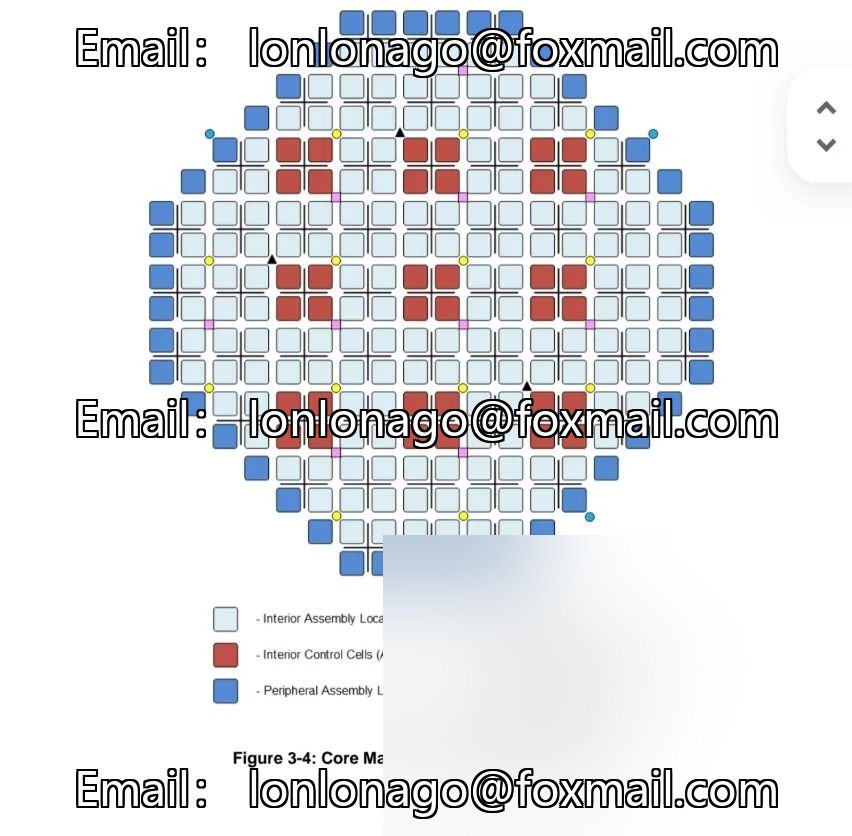 Email: lonlonago@foxmail.com
Email: lonlonago@foxmail.com
- Interior Assembly Loca
- Interior Control Cells (A
- Peripheral Assembly L
Figure 3-4: Core Ma
Email: lonlonago@foxmail.com